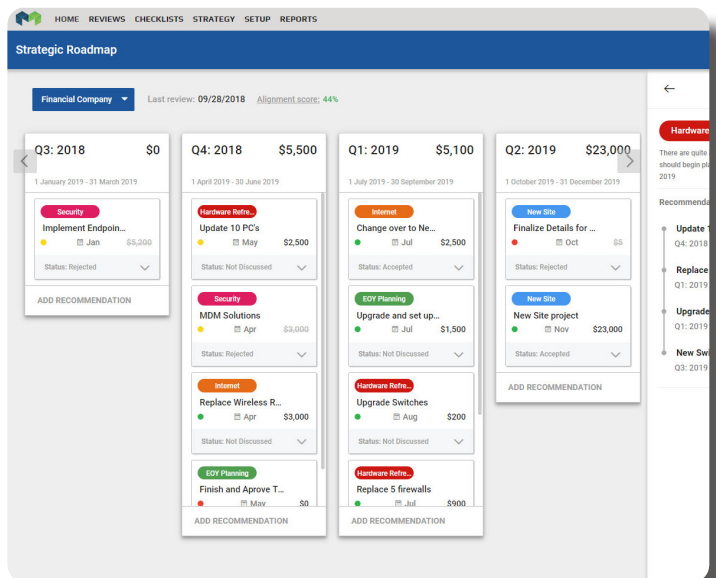 HOME REVIEWS CHECKLISTS STRATEGY SETUP REPORTS
Strategic Roadmap
Financial Company
Last review: 09/28/2018 Alignment score: 44%
Q3: 2018 $0
1 January 2019 - 31 March 2019
Security
Implement Endpoin...
Jan $5,200
Status: Rejected
ADD RECOMMENDATION
Q4: 2018 $5,500
1 April 2019 - 30 June 2019
Hardware Refre..
Update 10 PC's
May $2,500
Status: Not Discussed
Security
MDM Solutions
Apr $3,000
Status: Rejected
Internet
Replace Wireless R...
Apr $3,000
Status: Not Discussed
EOY Planning
Finish and Aprove T...
May $0
ADD RECOMMENDATION
Q1: 2019 $5,100
1 July 2019 - 30 September 2019
Internet
Change over to Ne...
Jul $2,500
Status: Accepted
EOY Planning
Upgrade and set up...
Jul $1,500
Status: Not Discussed
Hardware Refre..
Upgrade Switches
Aug $200
Status: Not Discussed
Hardware Refre..
Replace 5 firewalls
Jul $900
ADD RECOMMENDATION
Q2: 2019 $23,000
1 October 2019 - 31 December 2019
New Site
Finalize Details for ...
Oct $5
Status: Rejected
New Site
New Site project
Nov $23,000
Status: Accepted
ADD RECOMMENDATION
Hardware
There are quite
should begin pla
2019
Recommenda
Update 1
Q4: 2018
Replace
Q1: 2019
Upgrade
Q1: 2019
New Swi
Q3: 2019